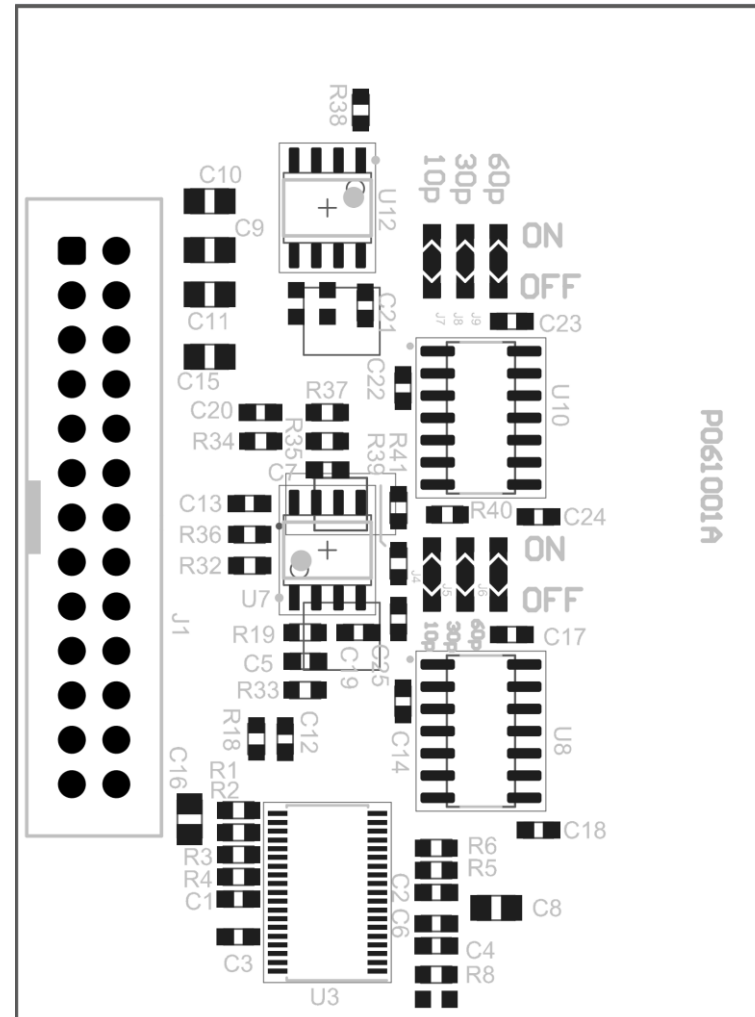 R38
C10
U12
10p
30p
60p
C9
ON
OFF
C11
C21
J7
J8
J9
C23
C15
C22
R37
U10
C20
R34
R35
R41
P061001A
C7
R39
C13
R40
C24
R36
ON
R32
J4
J5
J6
OFF
U7
J1
10p
30p
60p
R19
C17
C5
C19
C25
R33
U8
R18
C12
C14
C16
R1
R2
C18
R6
R3
R5
R4
C2
C1
C8
C6
C3
C4
R8
U3